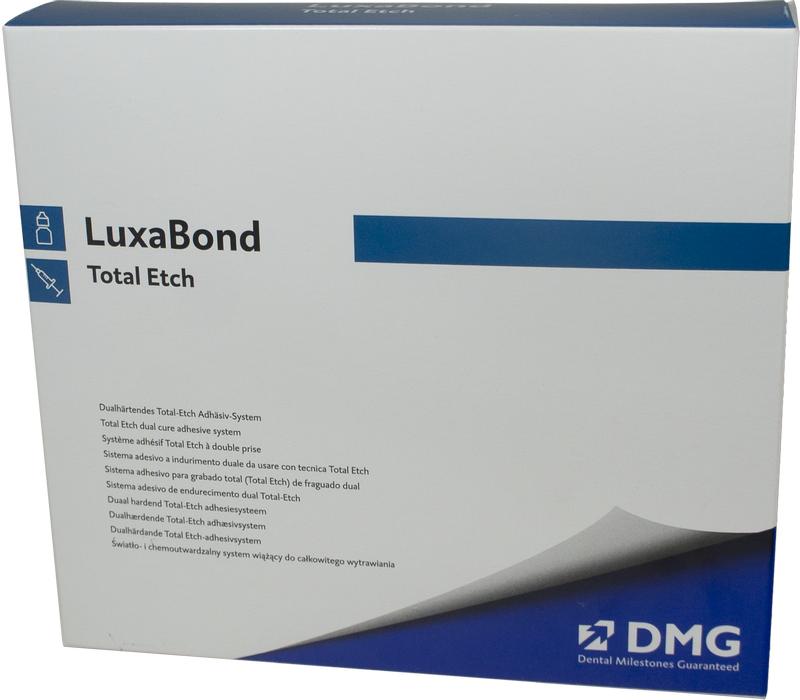 LuxaBond
Total Etch
LuxaBond
Total Etch
Dualhärtendes Total-Etch Adhäsiv-System
Total Etch dual cure adhesive system
Système adhésif Total Etch à double prise
Sistema adesivo a indurimento duale da usare con tecnica Total Etch
Sistema adhesivo para grabado total (Total Etch) de fraguado dual
Sistema adesivo de endurecimento dual Total-Etch
Duaal hardend Total-Etch adhesiesysteem
Dualhærdende Total-Etch adhæsivsystem
Dualhärdande Total Etch-adhesivsystem
Światło- i chemoutwardzalny system wiążący do całkowitego wytrawiania
DMG
Dental Milestones Guaranteed